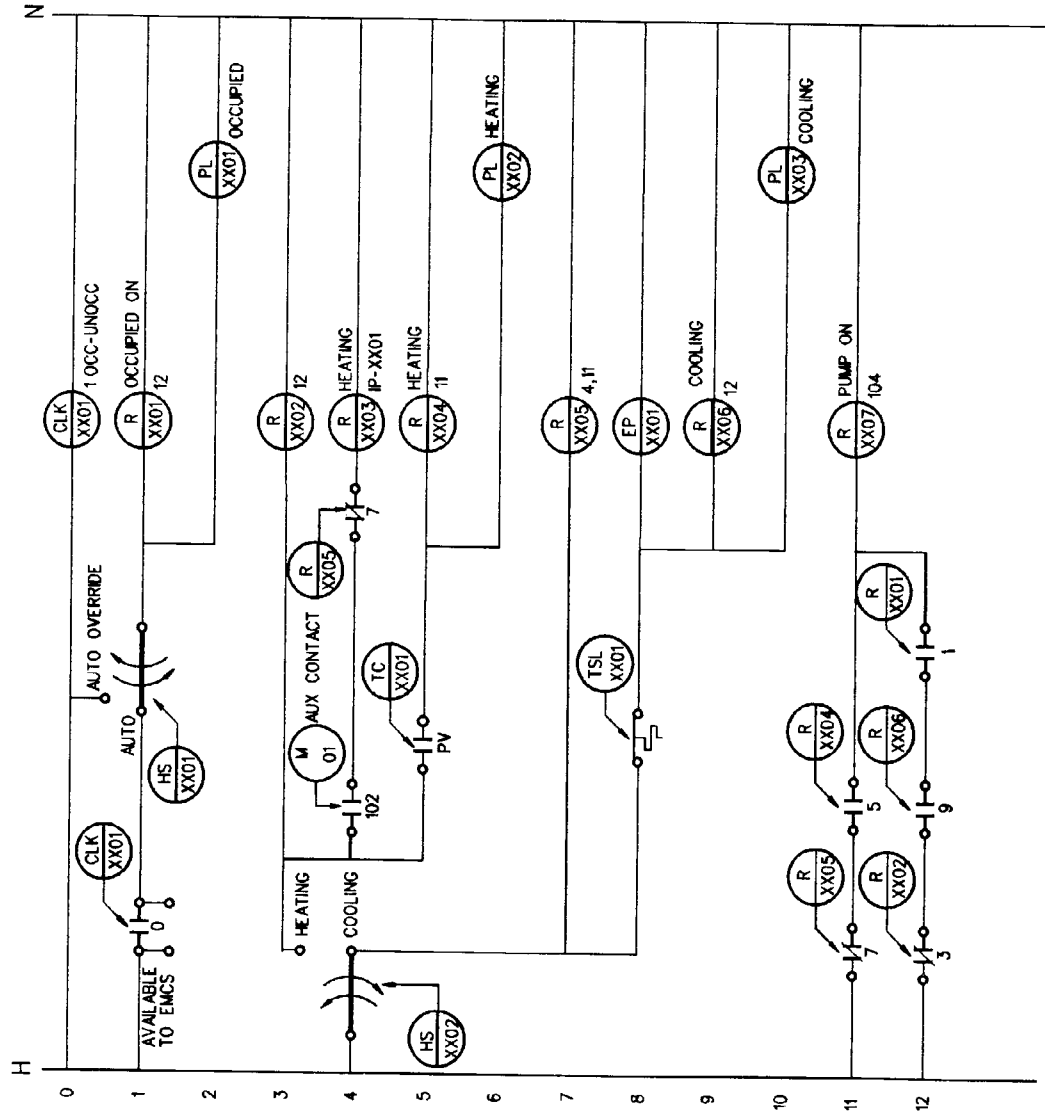 H
N
0
CLK
XX01
1 OCC-UNOCC
AUTO OVERRIDE
1
AVAILABLE
TO EMCS
CLK
XX01
0
HS
XX01
AUTO
R
XX01
OCCUPIED ON
12
2
PL
XX01
OCCUPIED
3
HEATING
R
XX02
12
4
HS
XX02
COOLING
M
01
AUX CONTACT
102
R
XX05
7
R
XX03
HEATING
IP-XX01
5
TC
XX01
PV
R
XX04
HEATING
11
6
PL
XX02
HEATING
7
R
XX05
4,11
8
TSL
XX01
EP
XX01
9
R
XX06
COOLING
12
10
PL
XX03
COOLING
11
R
XX05
7
R
XX04
5
R
XX07
PUMP ON
104
12
R
XX02
3
R
XX06
9
R
XX01
1